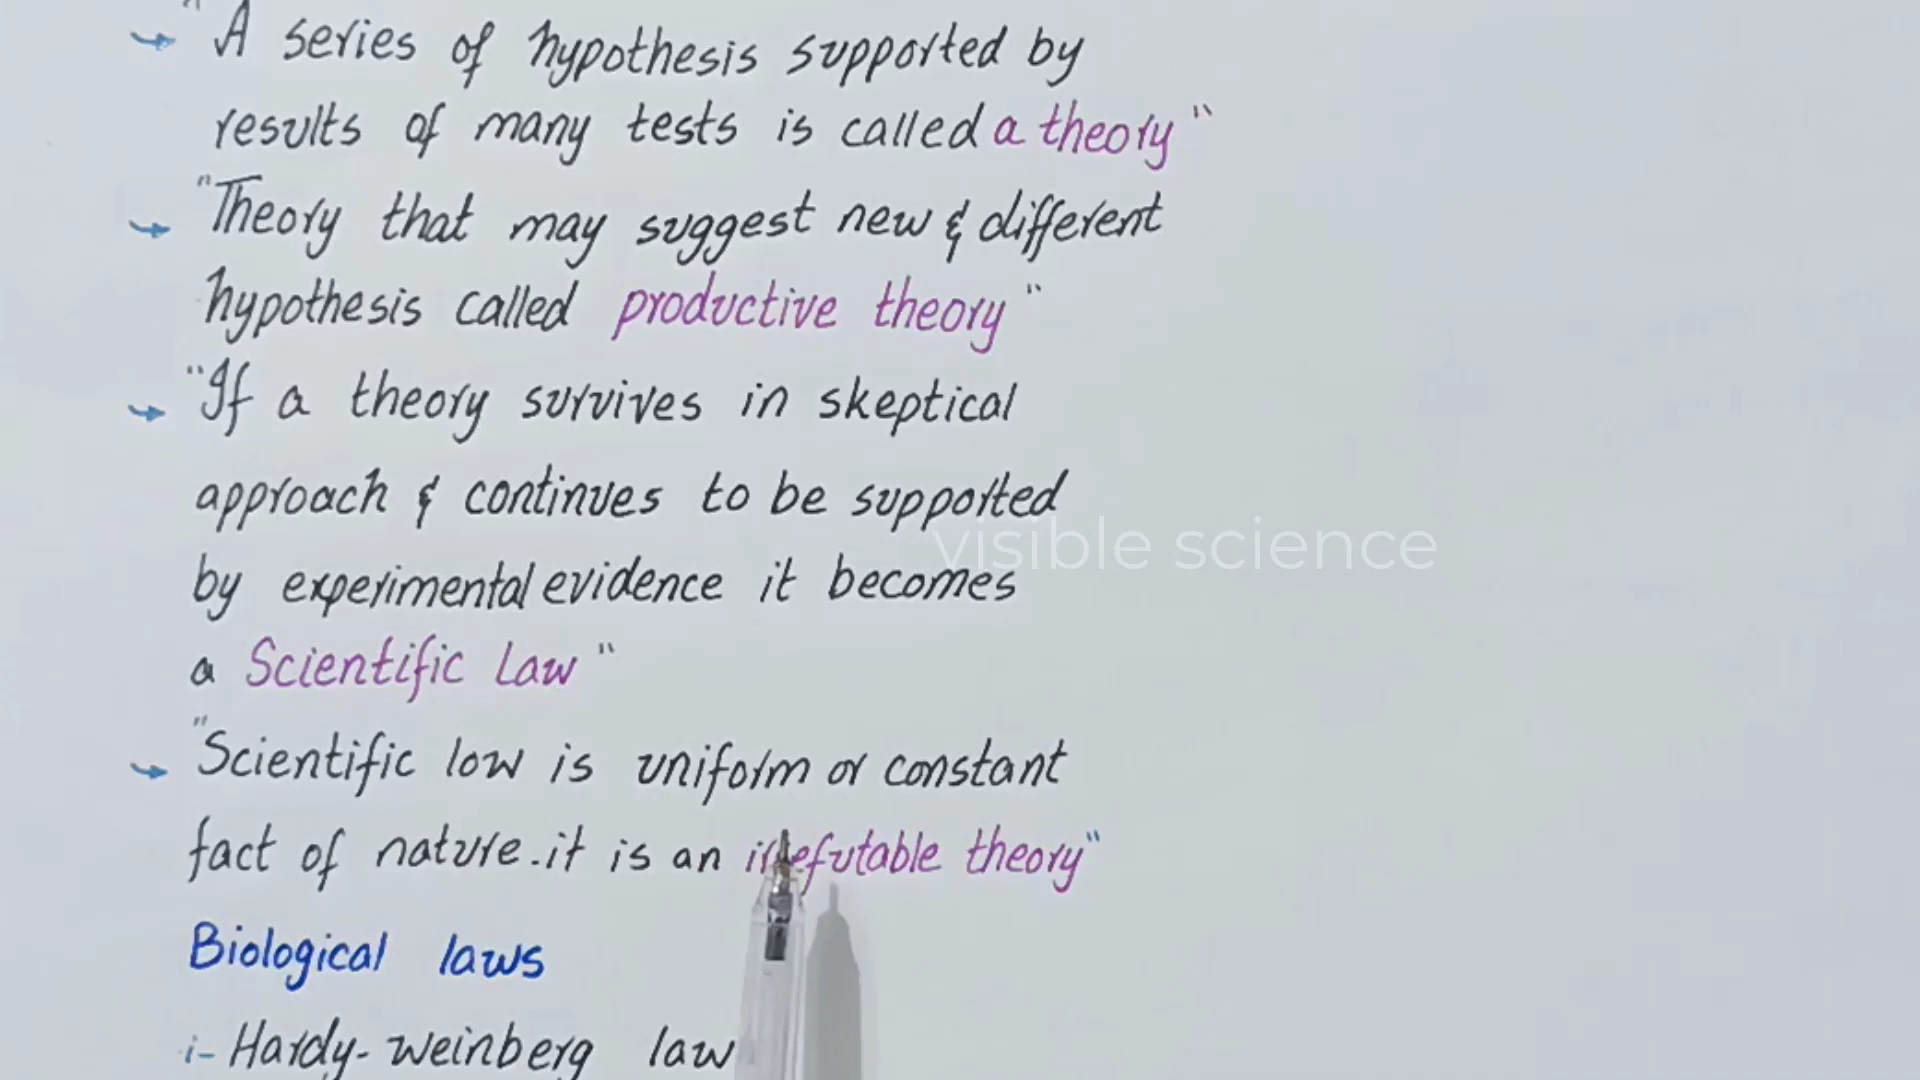 "A series of hypothesis supported by
results of many tests is called a theory"
"Theory that may suggest new & different
hypothesis called productive theory"
"If a theory survives in skeptical
approach & continues to be supported
visible science
by experimental evidence it becomes
a Scientific Law"
"Scientific low is uniform or constant
fact of nature.it is an irrefutable theory"
Biological laws
i- Hardy-weinberg law